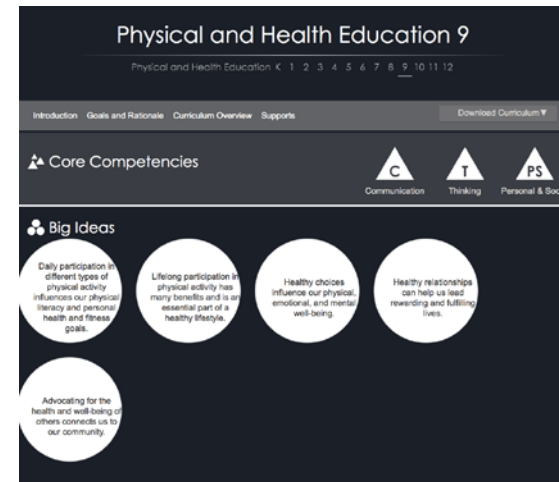 Physical and Health Education 9
Physical and Health Education K 1 2 3 4 5 6 7 8 9 10 11 12
Introduction Goals and Rationale Curriculum Overview Supports
Download Curriculum ▼
Core Competencies
C
T
PS
Communication
Thinking
Personal & Soc
Big Ideas
Daily participation in
different types of
physical activity
influences our physical
literacy and personal
health and fitness
goals.
Lifelong participation in
physical activity has
many benefits and is an
essential part of a
healthy lifestyle.
Healthy choices
influence our physical,
emotional, and mental
well-being.
Healthy relationships
can help us lead
rewarding and fulfilling
lives.
Advocating for the
health and well-being of
others connects us to
our community.